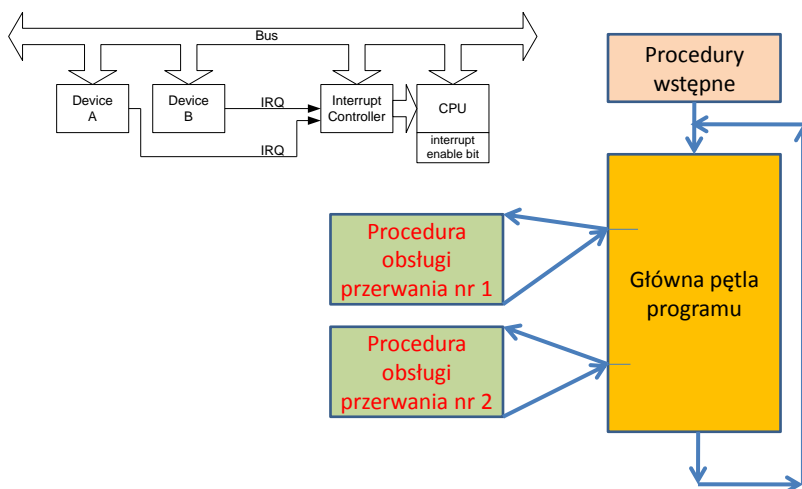 Bus
Device
A
Device
B
IRQ
Interrupt
Controller
CPU
interrupt
enable bit
IRQ
Procedury
wstępne
Procedura
obsługi
przerwania nr 1
Główna pętla
programu
Procedura
obsługi
przerwania nr 2